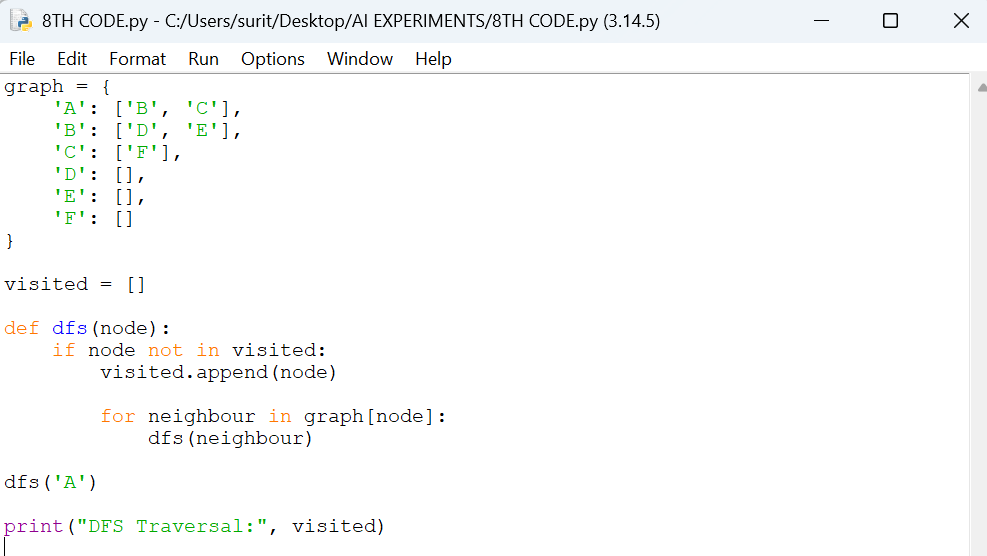 8TH CODE.py - C:/Users/surit/Desktop/AI EXPERIMENTS/8TH CODE.py (3.14.5)
File Edit Format Run Options Window Help
graph = {
    'A': ['B', 'C'],
    'B': ['D', 'E'],
    'C': ['F'],
    'D': [],
    'E': [],
    'F': []
}

visited = []

def dfs(node):
    if node not in visited:
        visited.append(node)

        for neighbour in graph[node]:
            dfs(neighbour)

dfs('A')

print("DFS Traversal:", visited)